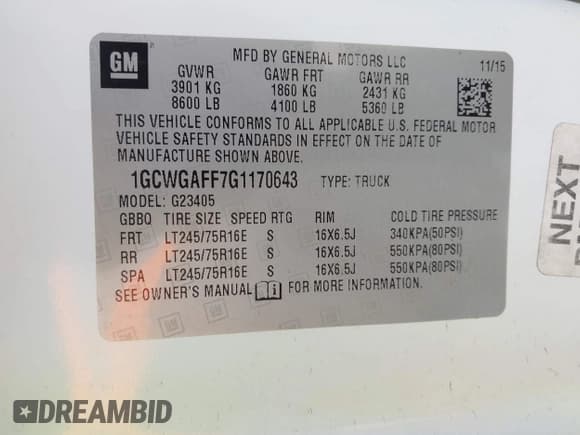 GM
MFD BY GENERAL MOTORS LLC 11/15
GVWR GAWR FRT GAWR RR
3901 KG 1860 KG 2431 KG
8600 LB 4100 LB 5360 LB
THIS VEHICLE CONFORMS TO ALL APPLICABLE U.S. FEDERAL MOTOR
VEHICLE SAFETY STANDARDS IN EFFECT ON THE DATE OF
MANUFACTURE SHOWN ABOVE.
1GCWGAFF7G1170643 TYPE: TRUCK
MODEL: G23405
GBBQ TIRE SIZE SPEED RTG RIM COLD TIRE PRESSURE
FRT LT245/75R16E S 16X6.5J 340KPA(50PSI)
RR LT245/75R16E S 16X6.5J 550KPA(80PSI)
SPA LT245/75R16E S 16X6.5J 550KPA(80PSI)
SEE OWNER'S MANUAL FOR MORE INFORMATION.
NEXT
DREAMBID